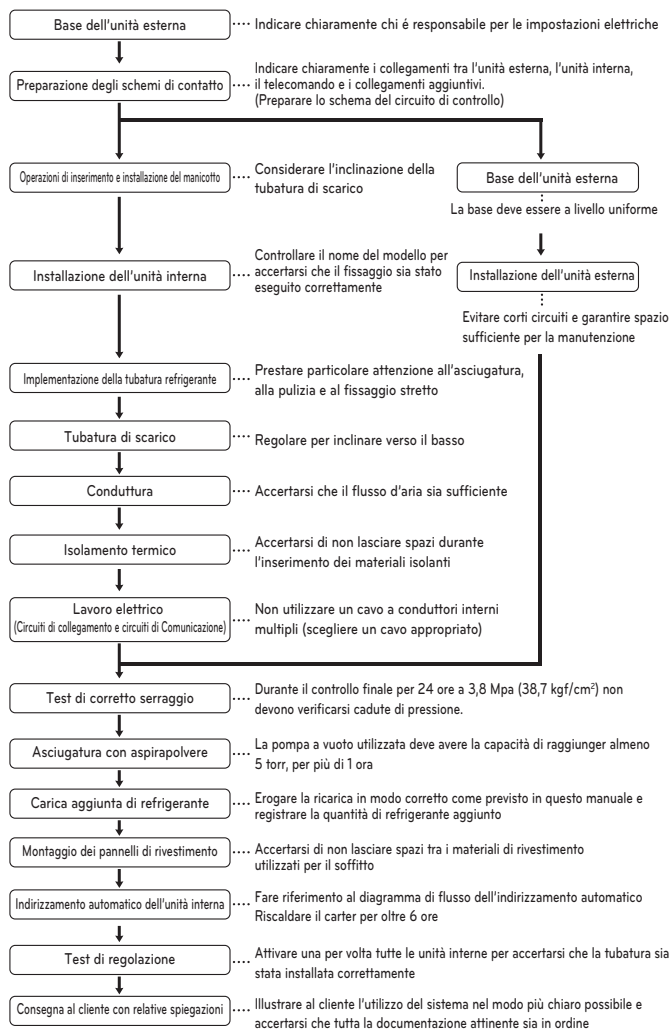 Base dell'unità esterna
Indicare chiaramente chi é responsabile per le impostazioni elettriche
Preparazione degli schemi di contatto
Indicare chiaramente i collegamenti tra l'unità esterna, l'unità interna,
il telecomando e i collegamenti aggiuntivi.
(Preparare lo schema del circuito di controllo)
Operazioni di inserimento e installazione del manicotto
Considerare l'inclinazione della
tubatura di scarico
Base dell'unità esterna
La base deve essere a livello uniforme
Installazione dell'unità interna
Controllare il nome del modello per
accertarsi che il fissaggio sia stato
eseguito correttamente
Installazione dell'unità esterna
Evitare corti circuiti e garantire spazio
sufficiente per la manutenzione
Implementazione della tubatura refrigerante
Prestare particolare attenzione all'asciugatura,
alla pulizia e al fissaggio stretto
Tubatura di scarico
Regolare per inclinare verso il basso
Conduttura
Accertarsi che il flusso d'aria sia sufficiente
Isolamento termico
Accertarsi di non lasciare spazi durante
l'inserimento dei materiali isolanti
Lavoro elettrico
(Circuiti di collegamento e circuiti di Comunicazione)
Non utilizzare un cavo a conduttori interni
multipli (scegliere un cavo appropriato)
Test di corretto serraggio
Durante il controllo finale per 24 ore a 3,8 Mpa (38,7 kgf/cm²) non
devono verificarsi cadute di pressione.
Asciugatura con aspirapolvere
La pompa a vuoto utilizzata deve avere la capacità di raggiunger almeno
5 torr, per più di 1 ora
Carica aggiunta di refrigerante
Erogare la ricarica in modo corretto come previsto in questo manuale e
registrare la quantità di refrigerante aggiunto
Montaggio dei pannelli di rivestimento
Accertarsi di non lasciare spazi tra i materiali di rivestimento
utilizzati per il soffitto
Indirizzamento automatico dell'unità interna
Fare riferimento al diagramma di flusso dell'indirizzamento automatico
Riscaldare il carter per oltre 6 ore
Test di regolazione
Attivare una per volta tutte le unità interne per accertarsi che la tubatura sia
stata installata correttamente
Consegna al cliente con relative spiegazioni
Illustrare al cliente l'utilizzo del sistema nel modo più chiaro possibile e
accertarsi che tutta la documentazione attinente sia in ordine